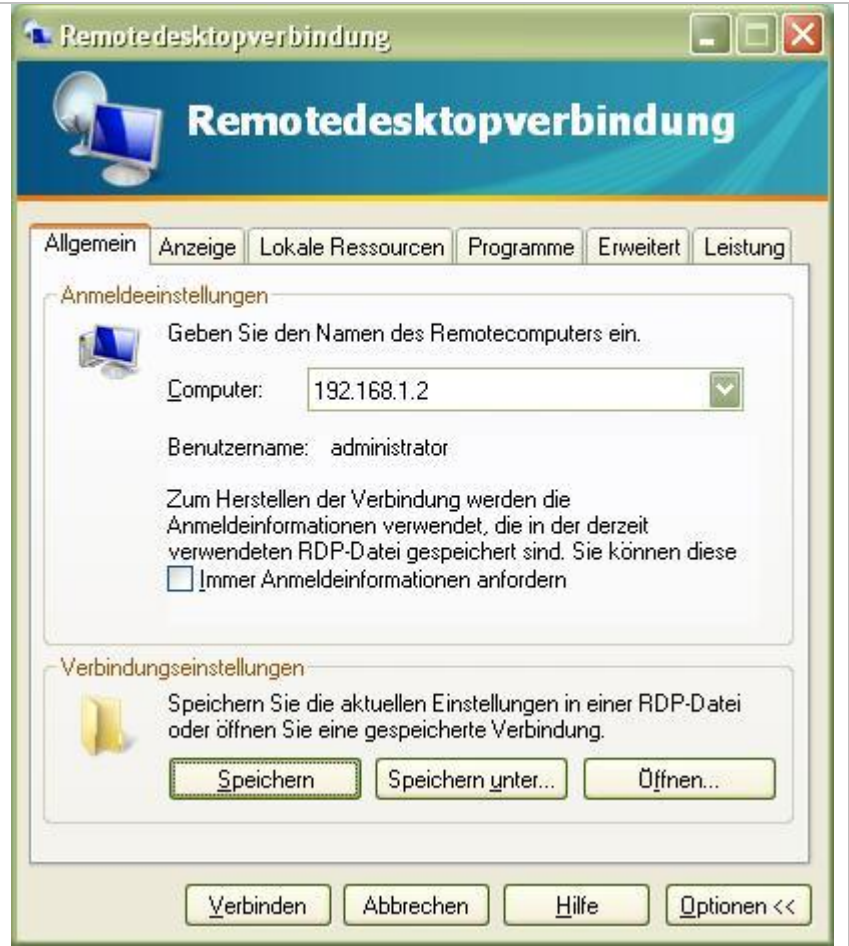 Remotedesktopverbindung
Remotedesktopverbindung
Allgemein Anzeige Lokale Ressourcen Programme Erweitert Leistung
Anmeldeeinstellungen
Geben Sie den Namen des Remotecomputers ein.
Computer: 192.168.1.2
Benutzername: administrator
Zum Herstellen der Verbindung werden die
Anmeldeinformationen verwendet, die in der derzeit
verwendeten RDP-Datei gespeichert sind. Sie können diese
Immer Anmeldeinformationen anfordern
Verbindungseinstellungen
Speichern Sie die aktuellen Einstellungen in einer RDP-Datei
oder öffnen Sie eine gespeicherte Verbindung.
Speichern Speichern unter... Öffnen...
Verbinden Abbrechen Hilfe Optionen <<